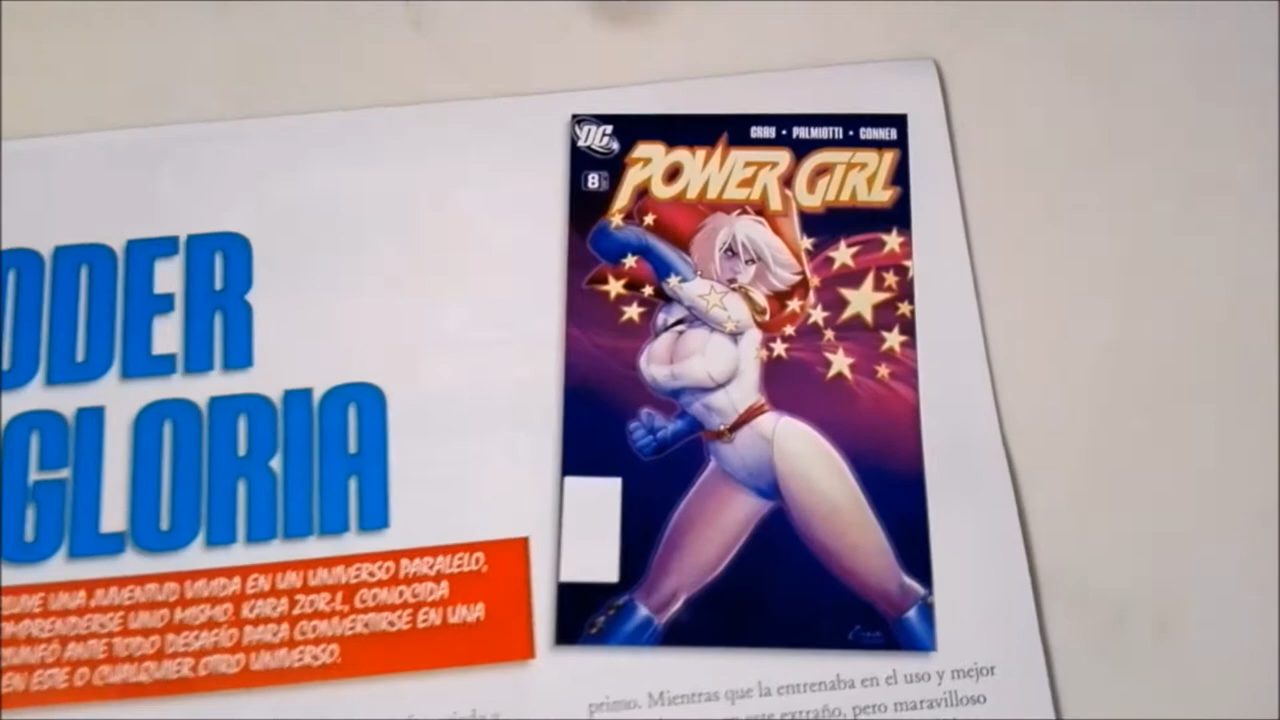 DC
GRAY • PALMIOTTI • CONNER
POWER GIRL
8
ODER
GLORIA
UNA JUVENTUD VIVIDA EN UN UNIVERSO PARALELO,
UNO MISMO. KARA ZOR-L, CONOCIDA
ANTE TODO DESAFÍO PARA CONVERTIRSE EN UNA
EN ESTE O CUALQUIER OTRO UNIVERSO.
primo. Mientras que la entrenaba en el uso y mejor
este extraño, pero maravilloso